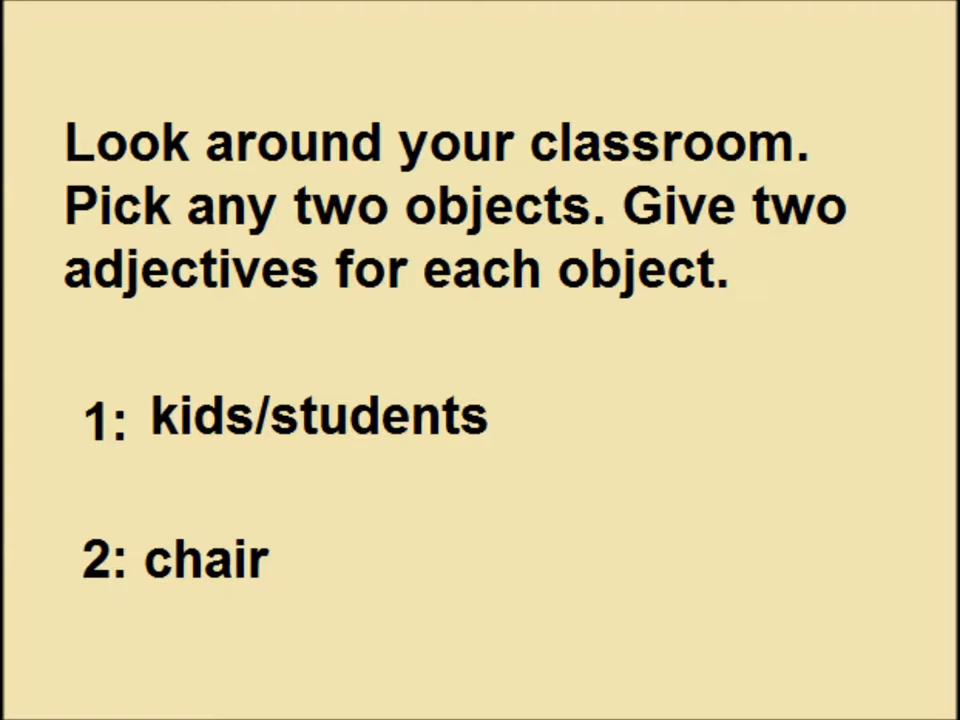 Look around your classroom.
Pick any two objects. Give two
adjectives for each object.
1: kids/students
2: chair